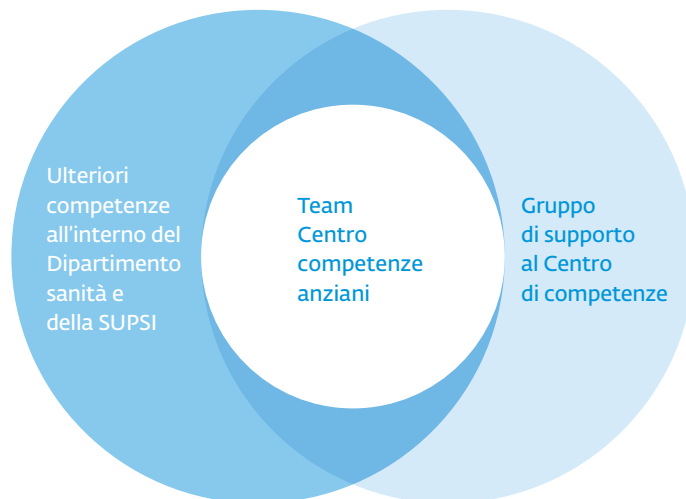 Ulteriori
competenze
all'interno del
Dipartimento
sanità e
della SUPSI
Team
Centro
competenze
anziani
Gruppo
di supporto
al Centro
di competenze